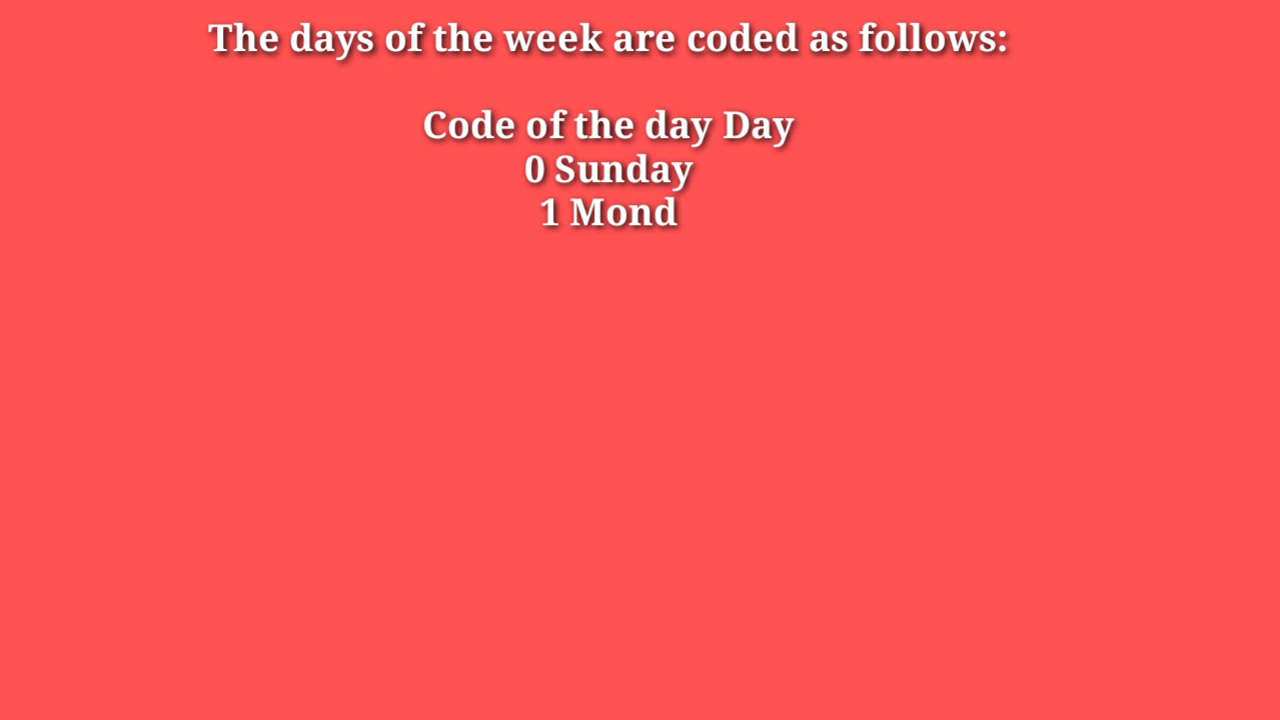 The days of the week are coded as follows:
Code of the day Day
0 Sunday
1 Mond